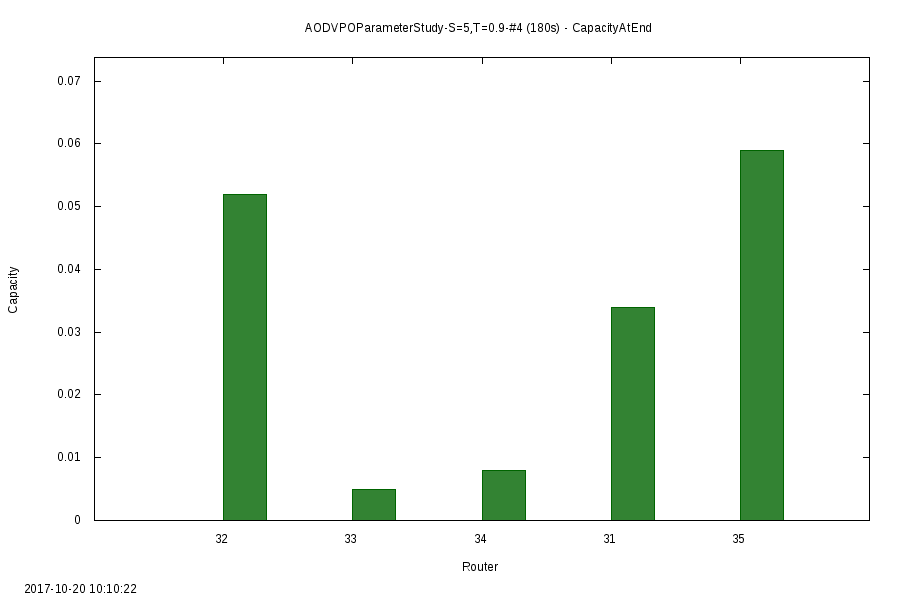 AODVPOParameterStudy-S=5,T=0.9-#4 (180s) - CapacityAtEnd
0.07
0.06
0.05
0.04
0.03
0.02
0.01
0
Capacity
32 33 34 31 35
Router
2017-10-20 10:10:22